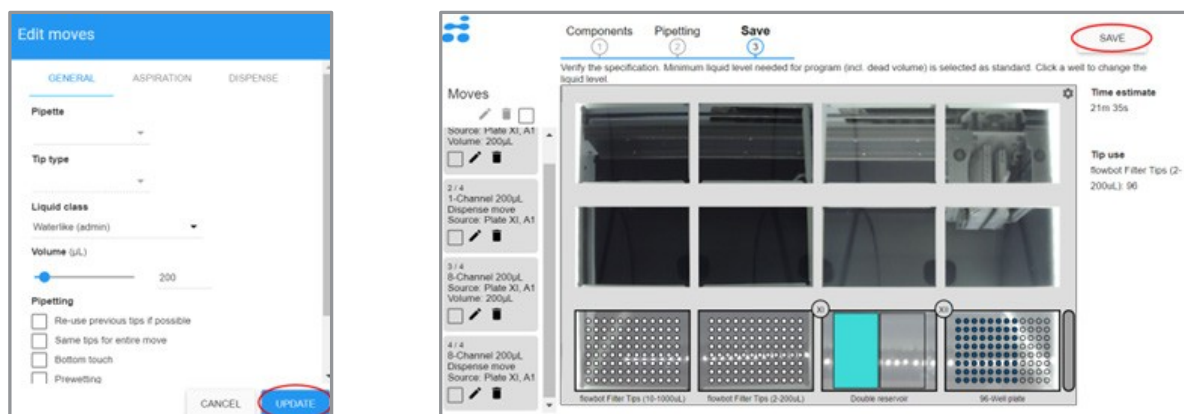 Edit moves
GENERAL ASPIRATION DISPENSE
Pipette
Tip type
Liquid class
Waterlike (admin)
Volume (µL)
200
Pipetting
Re-use previous tips if possible
Same tips for entire move
Bottom touch
Prewetting
CANCEL UPDATE
Components Pipetting Save
1 2 3
SAVE
Verify the specification. Minimum liquid level needed for program (incl. dead volume) is selected as standard. Click a well to change the
liquid level.
Moves
Source: Plate XI, A1
Volume: 200µL
2 / 4
1-Channel 200µL
Dispense move
Source: Plate XI, A1
3 / 4
8-Channel 200µL
Source: Plate XI, A1
Volume: 200µL
4 / 4
8-Channel 200µL
Dispense move
Source: Plate XI, A1
XI XII
flowbot Filter Tips (10-1000uL) flowbot Filter Tips (2-200uL) Double reservoir 96-Well plate
Time estimate
21m 35s
Tip use
flowbot Filter Tips (2-
200uL): 96